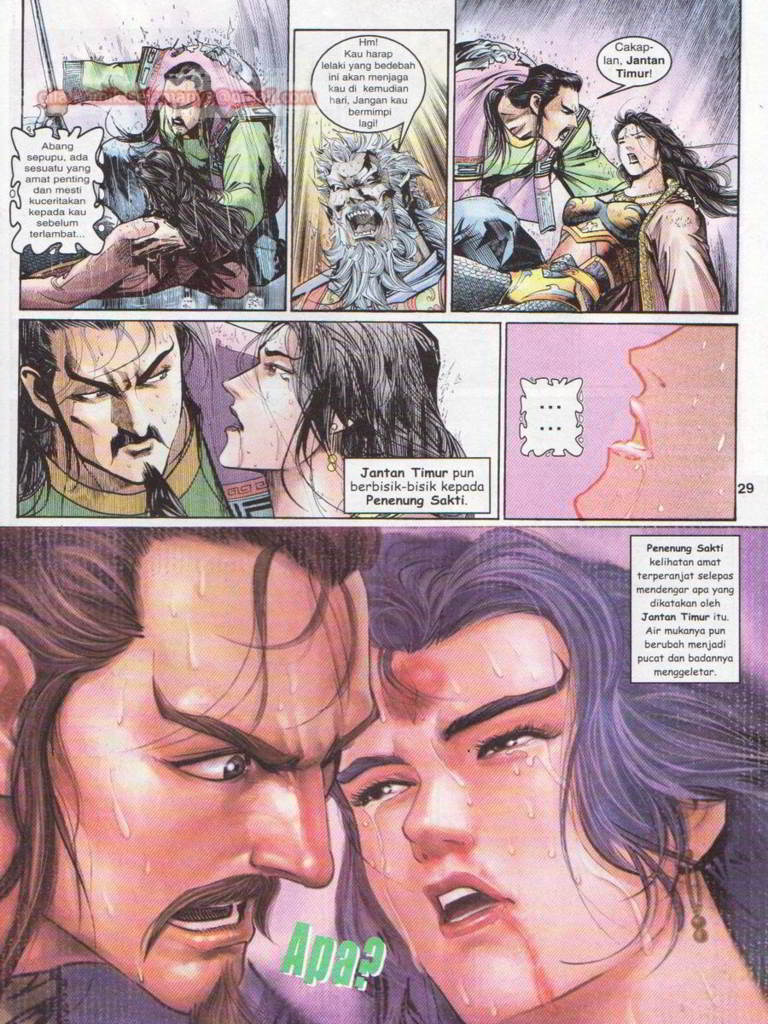 Abang
sepupu, ada
sesuatu yang
amat penting
dan mesti
kuceritakan
kepada kau
sebelum
terlambat...
Hm!
Kau harap
lelaki yang bedebah
ini akan menjaga
kau di kemudian
hari, Jangan kau
bermimpi
lagi!
Cakap-
lan, Jantan
Timur!
Jantan Timur pun
berbisik-bisik kepada
Penenung Sakti.
...
...
29
Penenung Sakti
kelihatan amat
terperanjat selepas
mendengar apa yang
dikatakan oleh
Jantan Timur itu.
Air mukanya pun
berubah menjadi
pucat dan badannya
menggeletar.
Apa?